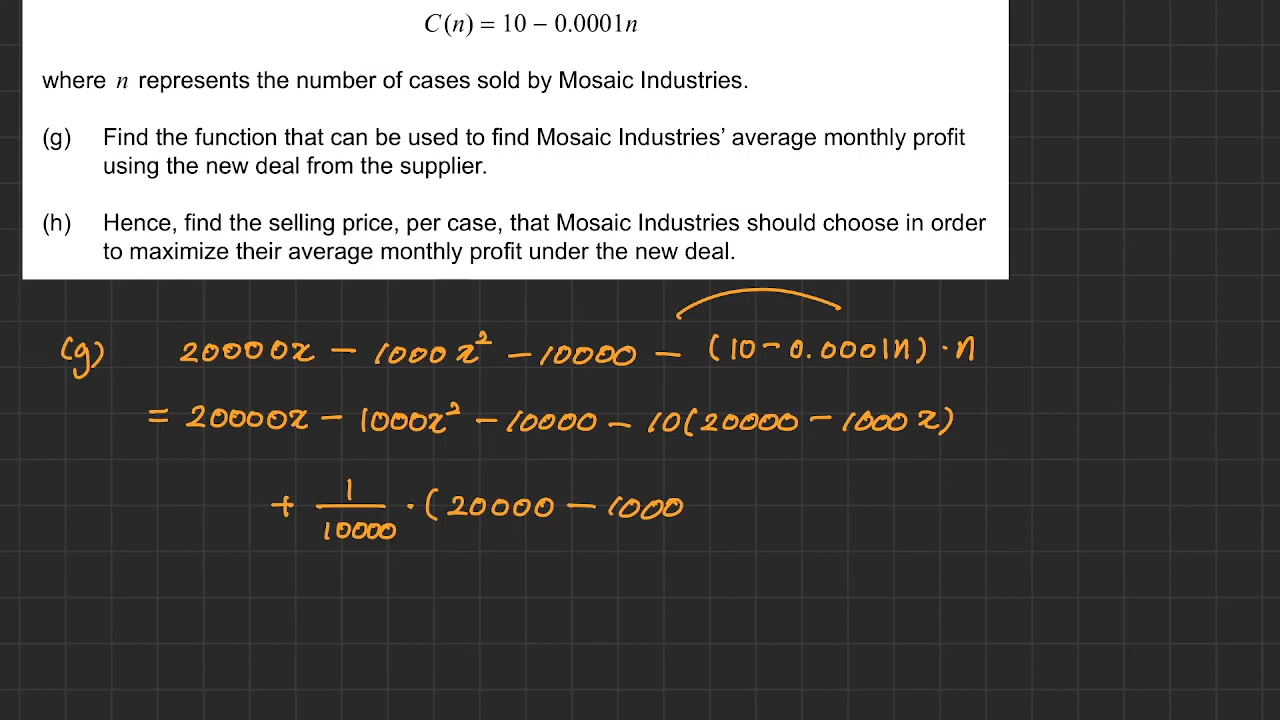 C(n) = 10 − 0.0001n
where n represents the number of cases sold by Mosaic Industries.
(g) Find the function that can be used to find Mosaic Industries’ average monthly profit
using the new deal from the supplier.
(h) Hence, find the selling price, per case, that Mosaic Industries should choose in order
to maximize their average monthly profit under the new deal.
(g) 20000x − 1000x² − 10000 − (10 − 0.0001n) · n
= 20000x − 1000x² − 10000 − 10(20000 − 1000x)
+ 1/10000 · (20000 − 1000